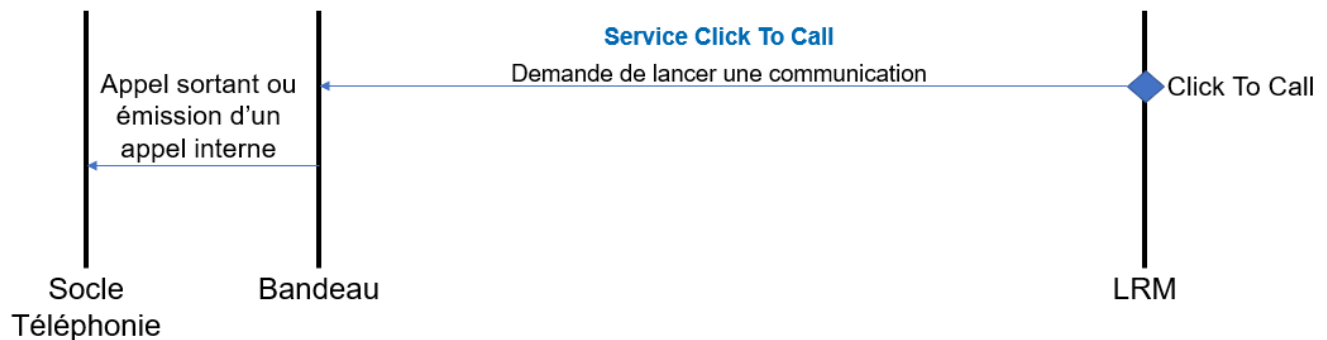 Service Click To Call
Demande de lancer une communication
Click To Call
Appel sortant ou
émission d’un
appel interne
Socle
Téléphonie
Bandeau
LRM